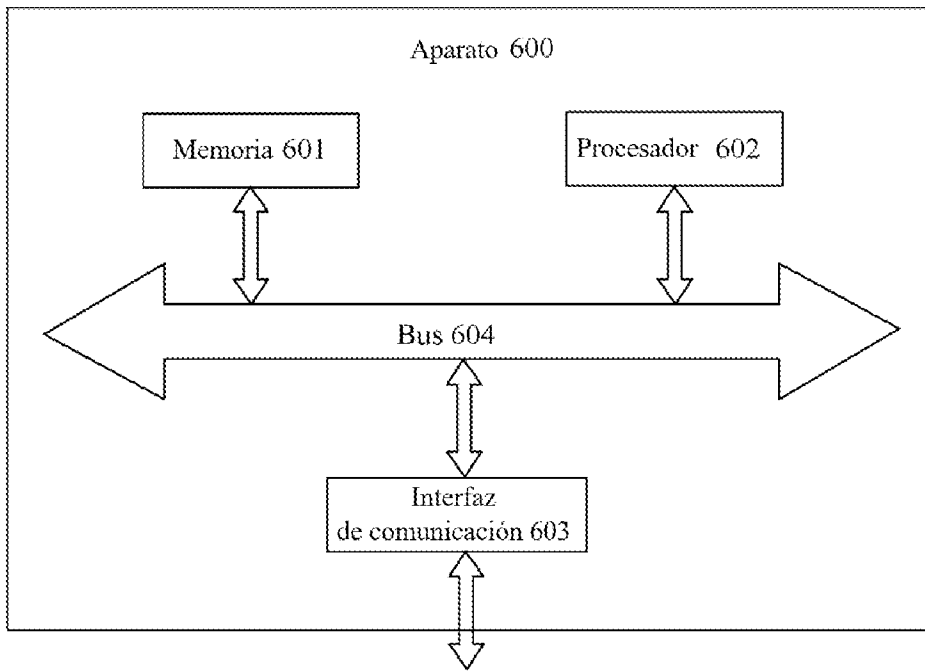 Aparato 600
Memoria 601
Procesador 602
Bus 604
Interfaz
de comunicación 603